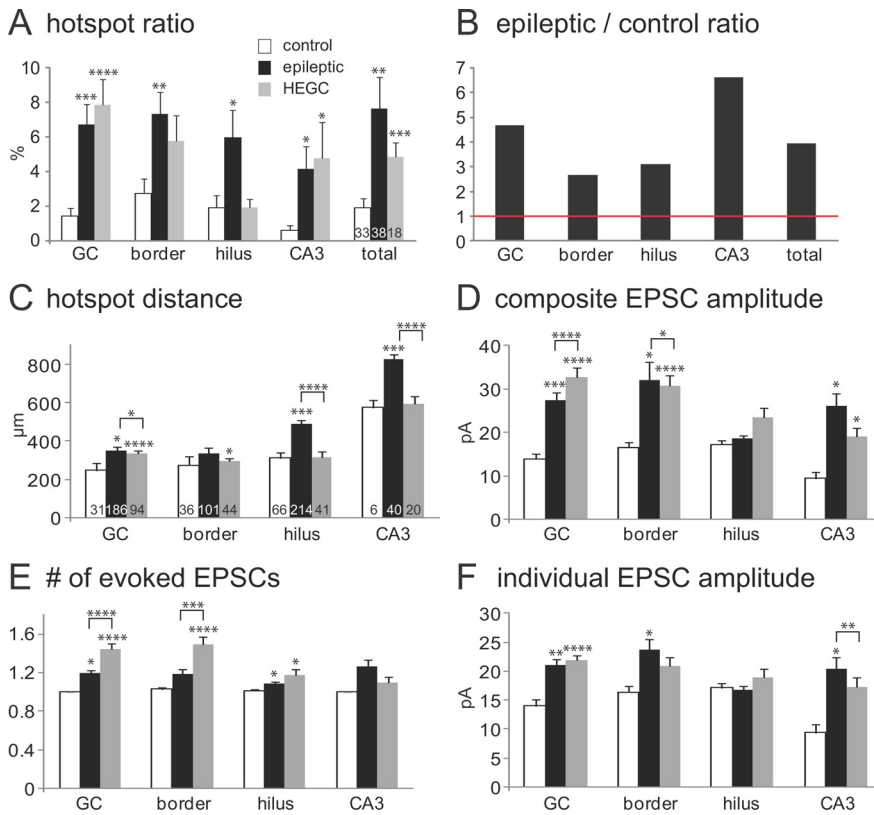 A hotspot ratio
control
epileptic
HEGC
%
10
8
6
4
2
0
*** **** ** * * * ** ***
33 38 18
GC border hilus CA3 total
B epileptic / control ratio
7
6
5
4
3
2
1
0
GC border hilus CA3 total
C hotspot distance
µm
800
600
400
200
0
* * **** * *** **** *** ****
31 186 94 36 101 44 66 214 41 6 40 20
GC border hilus CA3
D composite EPSC amplitude
pA
40
30
20
10
0
*** **** **** * * **** * *
GC border hilus CA3
E # of evoked EPSCs
1.6
1.2
0.8
0.4
0
* **** **** *** **** * *
GC border hilus CA3
F individual EPSC amplitude
pA
30
25
20
15
10
5
0
** **** * * **
GC border hilus CA3